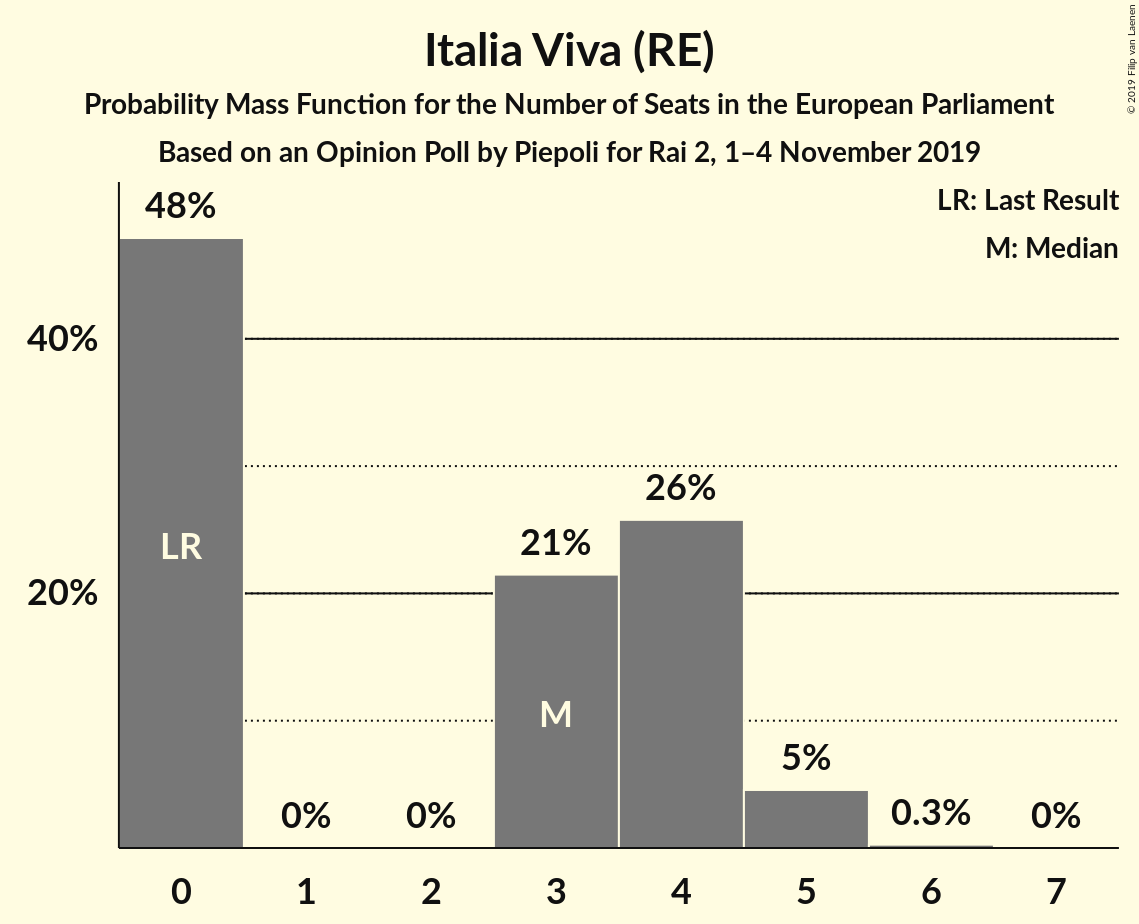 Italia Viva (RE)
Probability Mass Function for the Number of Seats in the European Parliament
Based on an Opinion Poll by Piepoli for Rai 2, 1–4 November 2019
© 2019 Filip van Laenen
LR: Last Result
M: Median
48%
40%
26%
21%
LR
20%
M
5%
0%
0%
0.3%
0%
0 1 2 3 4 5 6 7